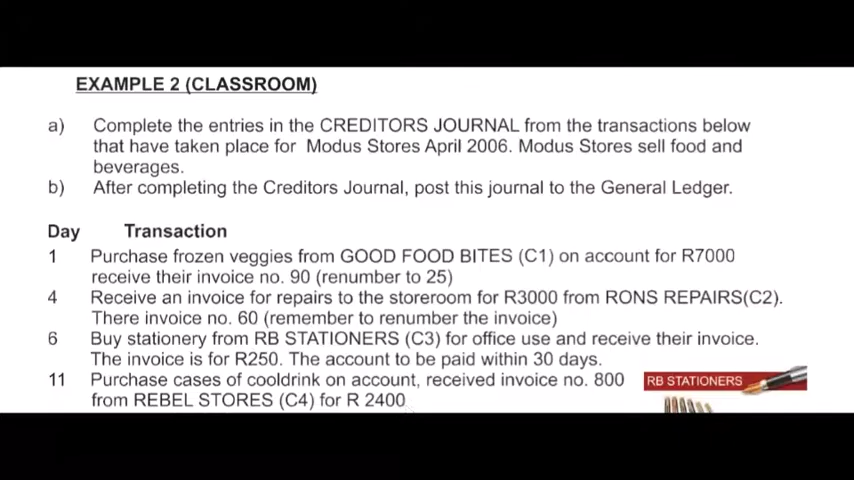 EXAMPLE 2 (CLASSROOM)
a) Complete the entries in the CREDITORS JOURNAL from the transactions below
that have taken place for Modus Stores April 2006. Modus Stores sell food and
beverages.
b) After completing the Creditors Journal, post this journal to the General Ledger.
Day Transaction
1 Purchase frozen veggies from GOOD FOOD BITES (C1) on account for R7000
receive their invoice no. 90 (renumber to 25)
4 Receive an invoice for repairs to the storeroom for R3000 from RONS REPAIRS(C2).
There invoice no. 60 (remember to renumber the invoice)
6 Buy stationery from RB STATIONERS (C3) for office use and receive their invoice.
The invoice is for R250. The account to be paid within 30 days.
11 Purchase cases of cooldrink on account, received invoice no. 800
from REBEL STORES (C4) for R 2400
RB STATIONERS